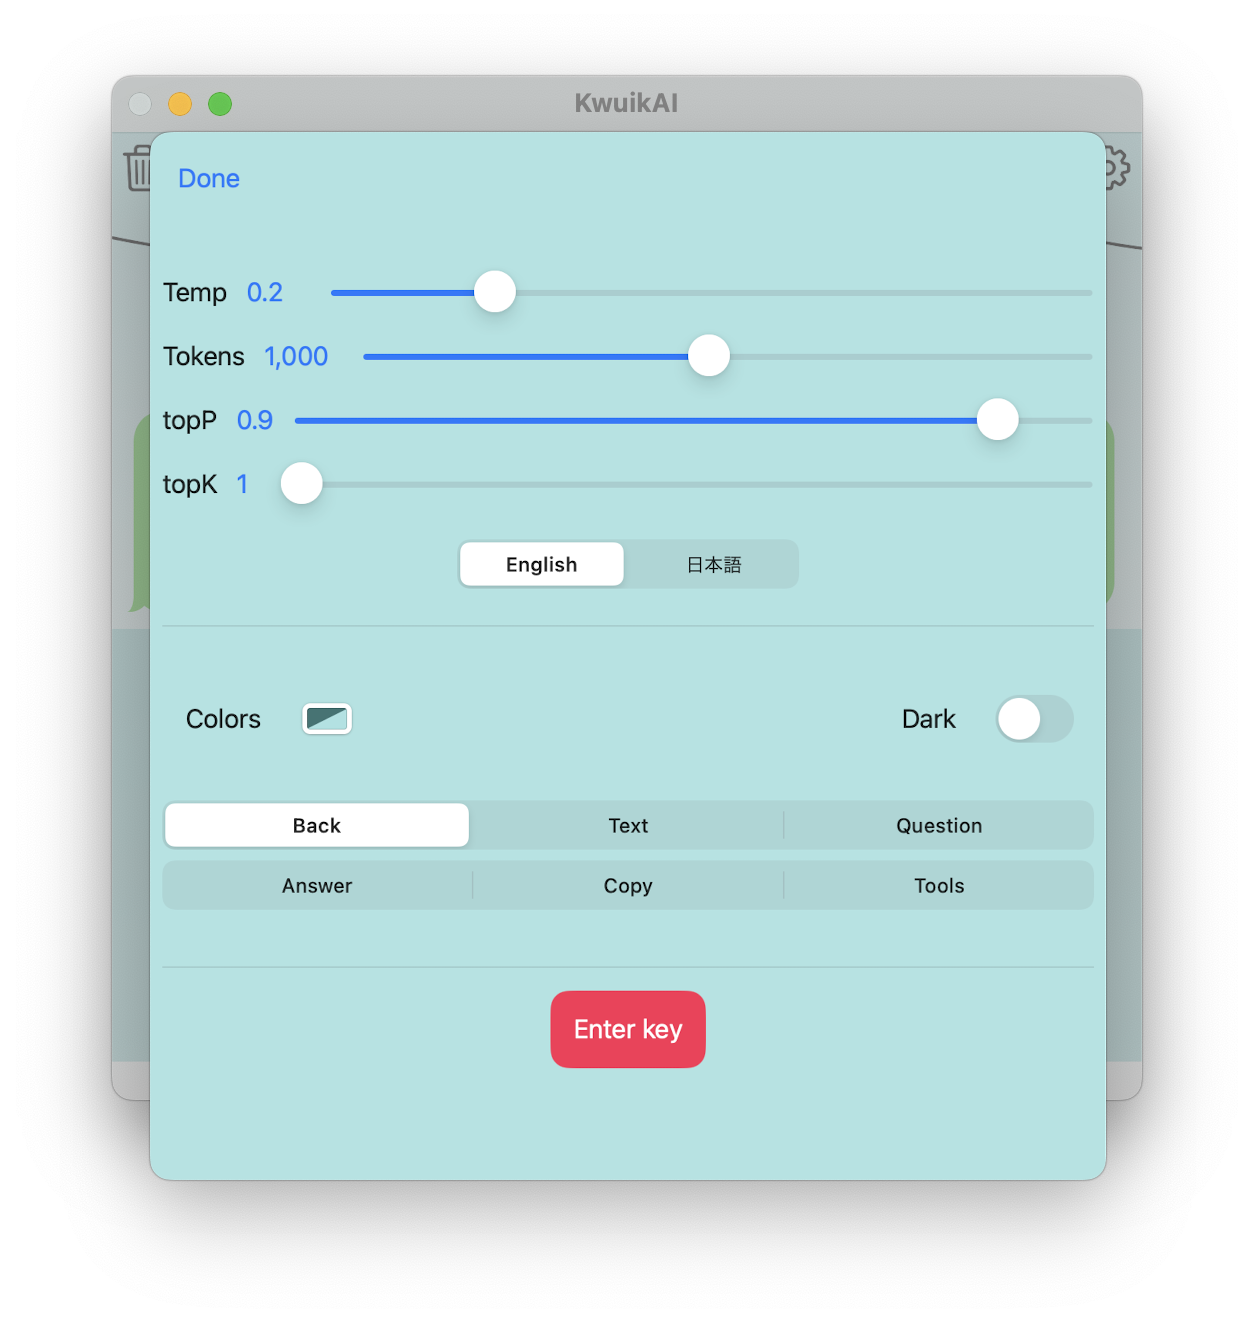 KwuikAI
Done
Temp 0.2
Tokens 1,000
topP 0.9
topK 1
English 日本語
Colors Dark
Back Text Question
Answer Copy Tools
Enter key